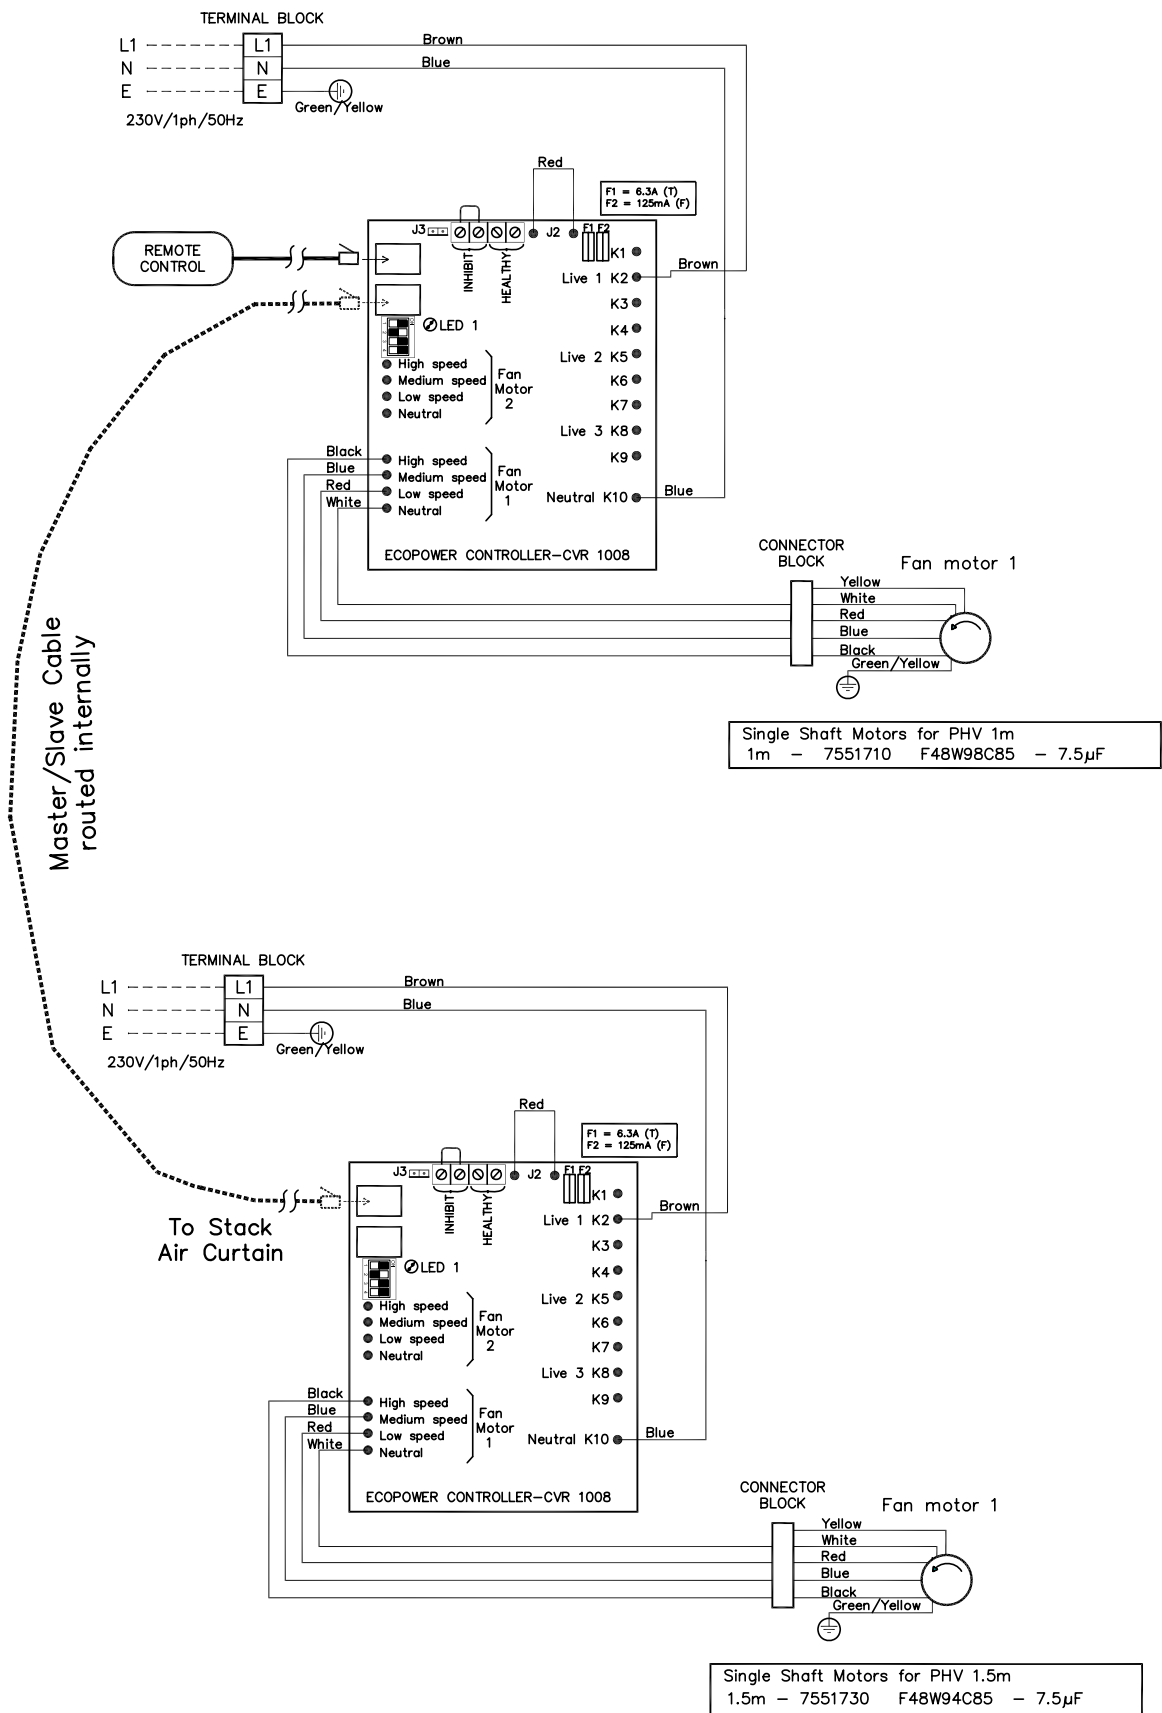 TERMINAL BLOCK
L1 L1 Brown
N N Blue
E E
Green/Yellow
230V/1ph/50Hz
Red
F1 = 6.3A (T)
F2 = 125mA (F)
J3 J2 F1 F2
REMOTE
CONTROL
INHIBIT
HEALTHY
K1
Live 1 K2 Brown
K3
LED 1
K4
Live 2 K5
K6
K7
Live 3 K8
K9
Neutral K10 Blue
High speed
Medium speed
Low speed
Neutral
Fan
Motor
2
Black High speed
Blue Medium speed
Red Low speed
White Neutral
Fan
Motor
1
ECOPOWER CONTROLLER-CVR 1008
CONNECTOR
BLOCK
Fan motor 1
Yellow
White
Red
Blue
Black
Green/Yellow
Master/Slave Cable
routed internally
Single Shaft Motors for PHV 1m
1m - 7551710 F48W98C85 - 7.5µF
TERMINAL BLOCK
L1 L1 Brown
N N Blue
E E
Green/Yellow
230V/1ph/50Hz
Red
F1 = 6.3A (T)
F2 = 125mA (F)
J3 J2 F1 F2
INHIBIT
HEALTHY
To Stack
Air Curtain
K1
Live 1 K2 Brown
K3
LED 1
K4
Live 2 K5
K6
K7
Live 3 K8
K9
Neutral K10 Blue
High speed
Medium speed
Low speed
Neutral
Fan
Motor
2
Black High speed
Blue Medium speed
Red Low speed
White Neutral
Fan
Motor
1
ECOPOWER CONTROLLER-CVR 1008
CONNECTOR
BLOCK
Fan motor 1
Yellow
White
Red
Blue
Black
Green/Yellow
Single Shaft Motors for PHV 1.5m
1.5m - 7551730 F48W94C85 - 7.5µF